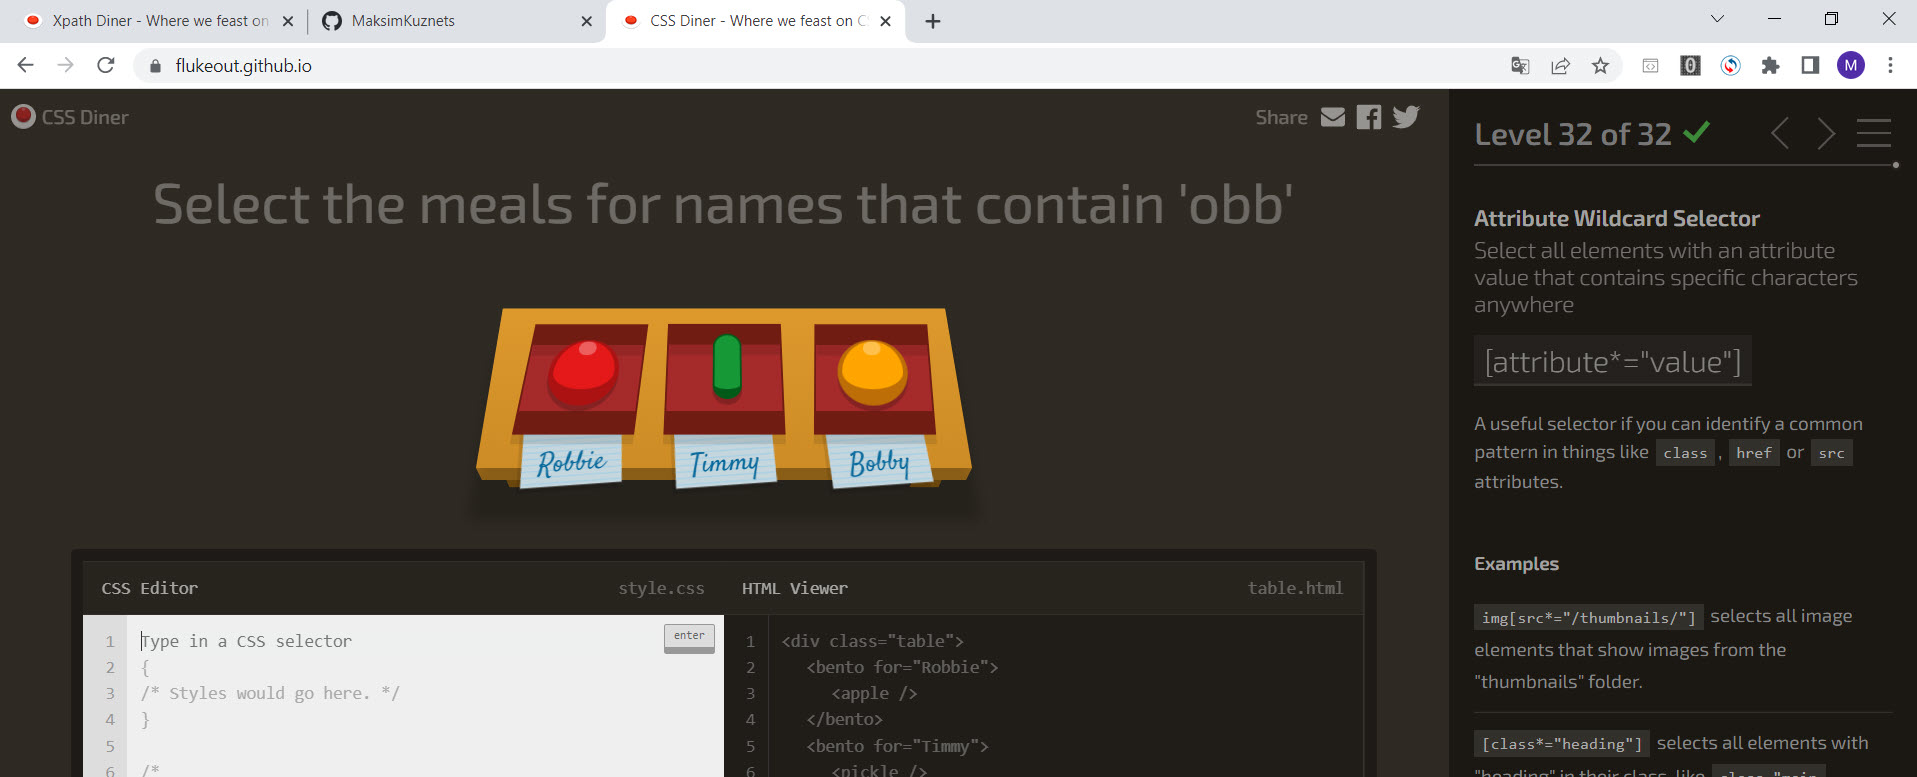 Xpath Diner - Where we feast on
MaksimKuznets
CSS Diner - Where we feast on C
flukeout.github.io
M
CSS Diner
Share
Select the meals for names that contain 'obb'
Robbie
Timmy
Bobby
CSS Editor
style.css
1 Type in a CSS selector
enter
2 {
3 /* Styles would go here. */
4 }
5
6 /*
HTML Viewer
table.html
1 <div class="table">
2 <bento for="Robbie">
3 <apple />
4 </bento>
5 <bento for="Timmy">
6 <pickle />
Level 32 of 32
Attribute Wildcard Selector
Select all elements with an attribute
value that contains specific characters
anywhere
[attribute*="value"]
A useful selector if you can identify a common
pattern in things like class , href or src
attributes.
Examples
img[src*="/thumbnails/"] selects all image
elements that show images from the
"thumbnails" folder.
[class*="heading"] selects all elements with
"heading" in their class, like class="main